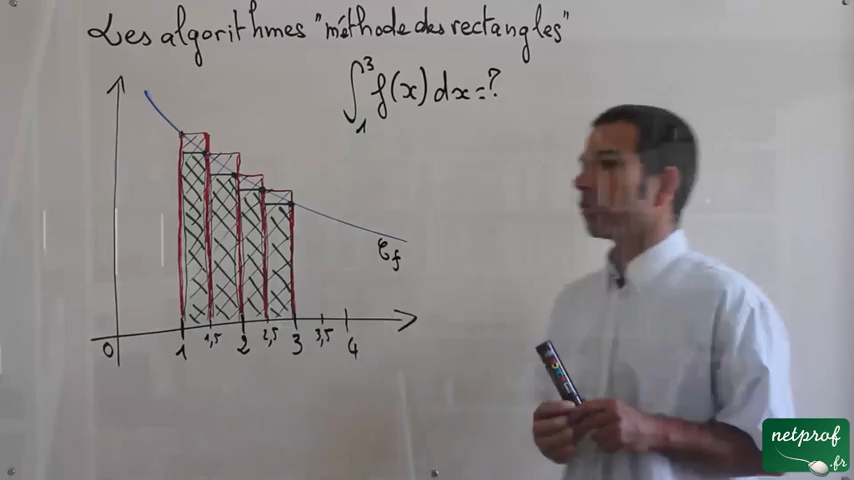 Les algorithmes "méthode des rectangles"
∫₁³ f(x) dx = ?
𝒞f
0 1 1,5 2 2,5 3 3,5 4
netprof
.fr